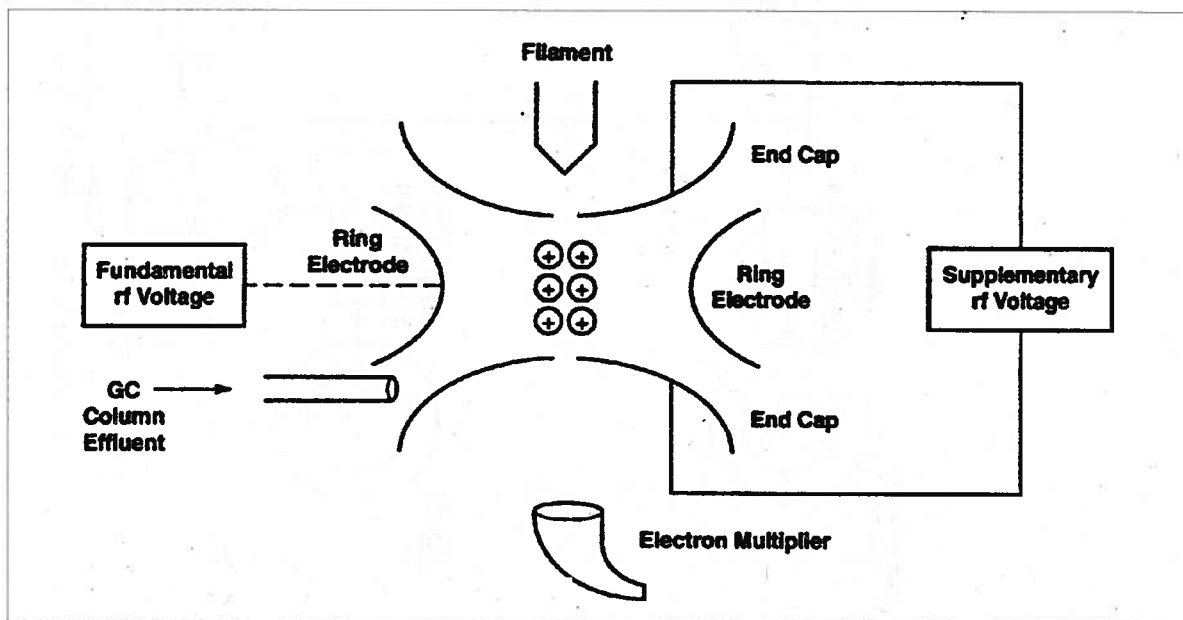 Filament
End Cap
Ring
Electrode
Fundamental
rf Voltage
Ring
Electrode
Supplementary
rf Voltage
GC
Column
Effluent
End Cap
Electron Multiplier
+ +
+ +
+ +